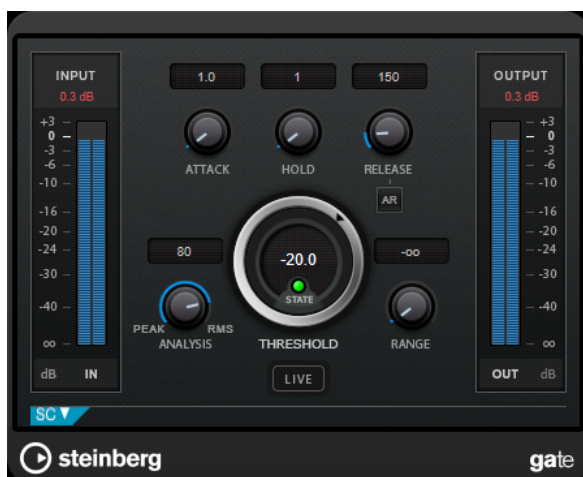 INPUT
0.3 dB
+3
0
-3
-6
-10
-16
-20
-24
-30
-40
∞
dB IN
1.0 1 150
ATTACK HOLD RELEASE
AR
80 -20.0 -∞
STATE
PEAK RMS
ANALYSIS THRESHOLD RANGE
LIVE
OUTPUT
0.3 dB
+3
0
-3
-6
-10
-16
-20
-24
-30
-40
∞
OUT dB
SC
steinberg gate